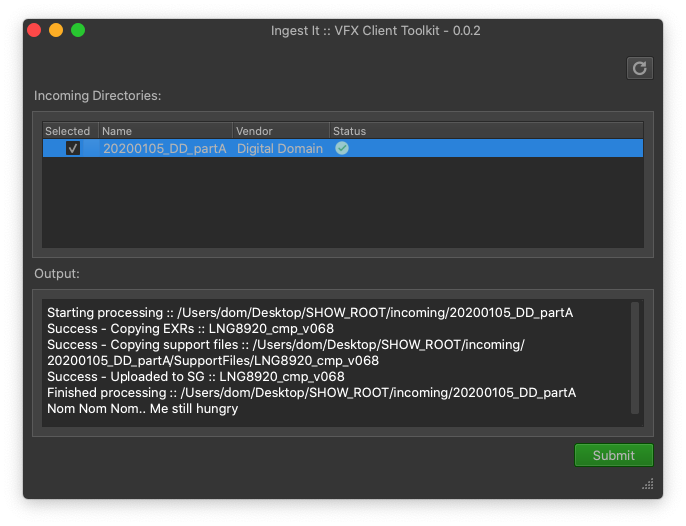 Ingest It :: VFX Client Toolkit - 0.0.2
Incoming Directories:
Selected Name Vendor Status
20200105_DD_partA Digital Domain
Output:
Starting processing :: /Users/dom/Desktop/SHOW_ROOT/incoming/20200105_DD_partA
Success - Copying EXRs :: LNG8920_cmp_v068
Success - Copying support files :: /Users/dom/Desktop/SHOW_ROOT/incoming/
20200105_DD_partA/SupportFiles/LNG8920_cmp_v068
Success - Uploaded to SG :: LNG8920_cmp_v068
Finished processing :: /Users/dom/Desktop/SHOW_ROOT/incoming/20200105_DD_partA
Nom Nom Nom.. Me still hungry
Submit